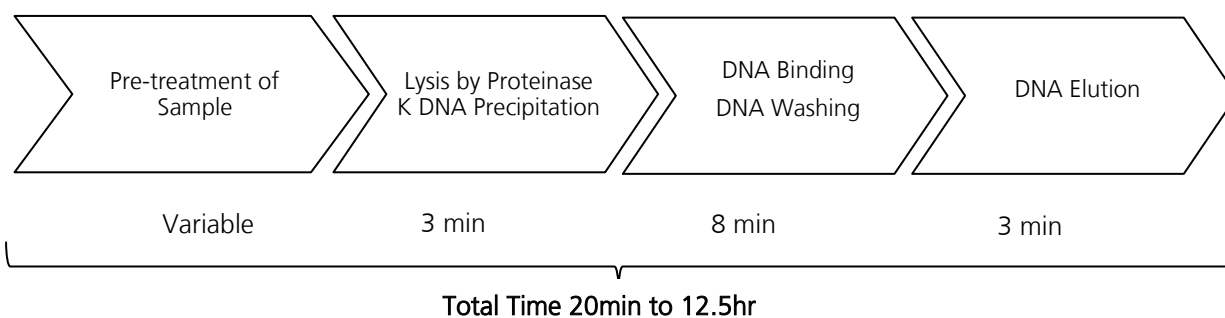 Pre-treatment of
Sample
Lysis by Proteinase
K DNA Precipitation
DNA Binding
DNA Washing
DNA Elution
Variable
3 min
8 min
3 min
Total Time 20min to 12.5hr